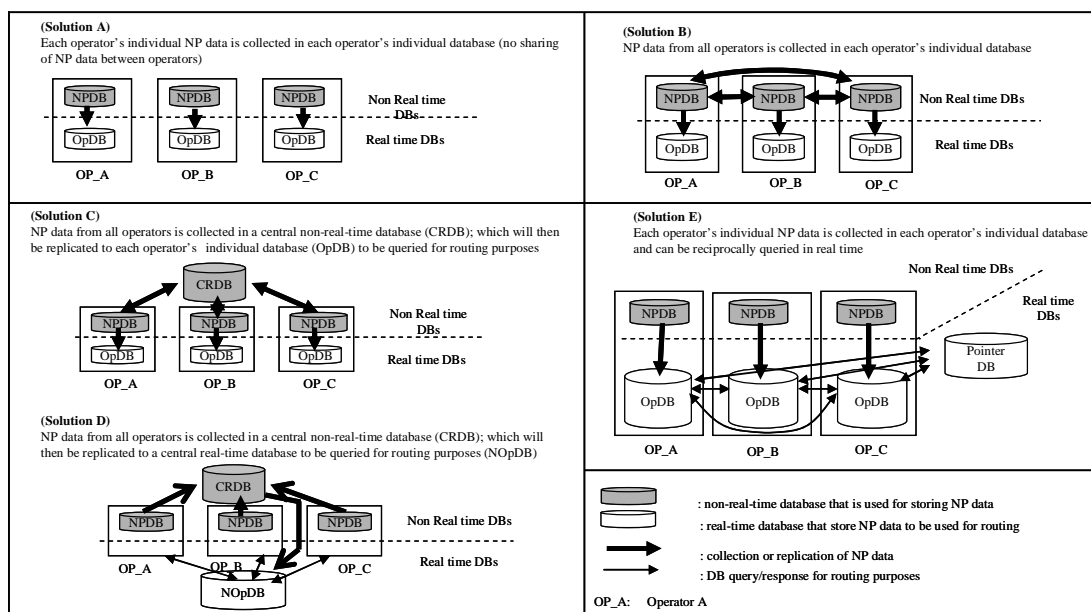 (Solution A)
Each operator's individual NP data is collected in each operator's individual database (no sharing
of NP data between operators)
NPDB NPDB NPDB
Non Real time
DBs
OpDB OpDB OpDB
Real time DBs
OP_A OP_B OP_C
(Solution B)
NP data from all operators is collected in each operator's individual database
NPDB NPDB NPDB
Non Real time DBs
Real time DBs
OpDB OpDB OpDB
OP_A OP_B OP_C
(Solution C)
NP data from all operators is collected in a central non-real-time database (CRDB); which will then
be replicated to each operator's individual database (OpDB) to be queried for routing purposes
CRDB
NPDB NPDB NPDB
Non Real time
DBs
OpDB OpDB OpDB
Real time DBs
OP_A OP_B OP_C
(Solution D)
NP data from all operators is collected in a central non-real-time database (CRDB); which will
then be replicated to a central real-time database to be queried for routing purposes (NOpDB)
CRDB
NPDB NPDB NPDB
Non Real time DBs
Real time DBs
OP_A OP_B OP_C
NOpDB
(Solution E)
Each operator's individual NP data is collected in each operator's individual database
and can be reciprocally queried in real time
Non Real time DBs
Real time
DBs
NPDB NPDB NPDB
Pointer
DB
OpDB OpDB OpDB
OP_A OP_B OP_C
: non-real-time database that is used for storing NP data
: real-time database that store NP data to be used for routing
: collection or replication of NP data
: DB query/response for routing purposes
OP_A: Operator A